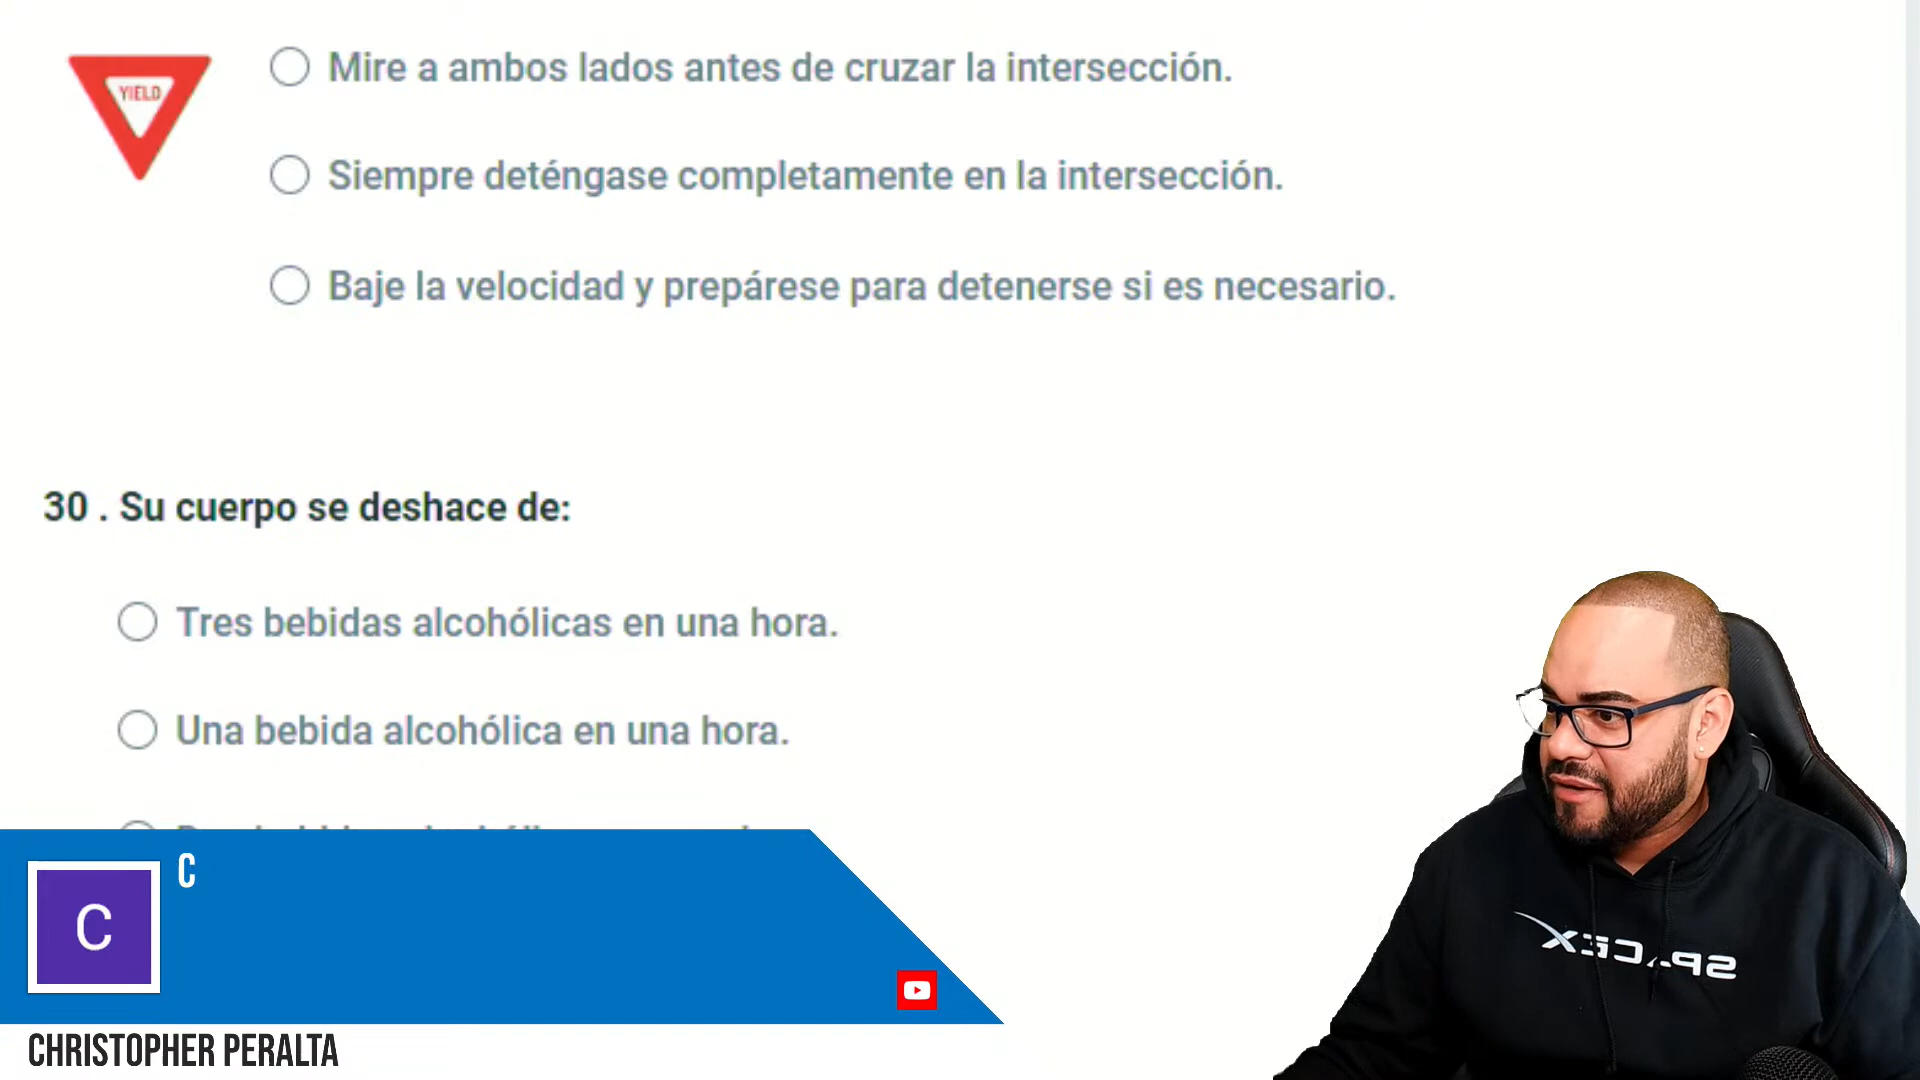 YIELD
Mire a ambos lados antes de cruzar la intersección.
Siempre deténgase completamente en la intersección.
Baje la velocidad y prepárese para detenerse si es necesario.
30 . Su cuerpo se deshace de:
Tres bebidas alcohólicas en una hora.
Una bebida alcohólica en una hora.
C
C
CHRISTOPHER PERALTA
SPACEX